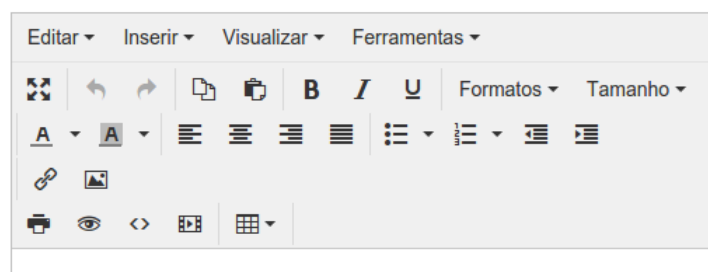 Editar Inserir Visualizar Ferramentas
B I U Formatos Tamanho
A A